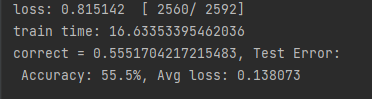 loss: 0.815142  [ 2560/ 2592]
train time: 16.63353395462036
correct = 0.5551704217215483, Test Error:
 Accuracy: 55.5%, Avg loss: 0.138073